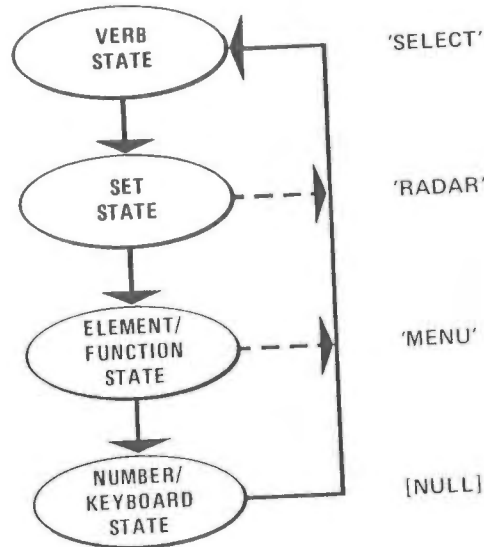 VERB
STATE
'SELECT'
SET
STATE
'RADAR'
ELEMENT/
FUNCTION
STATE
'MENU'
NUMBER/
KEYBOARD
STATE
[NULL]